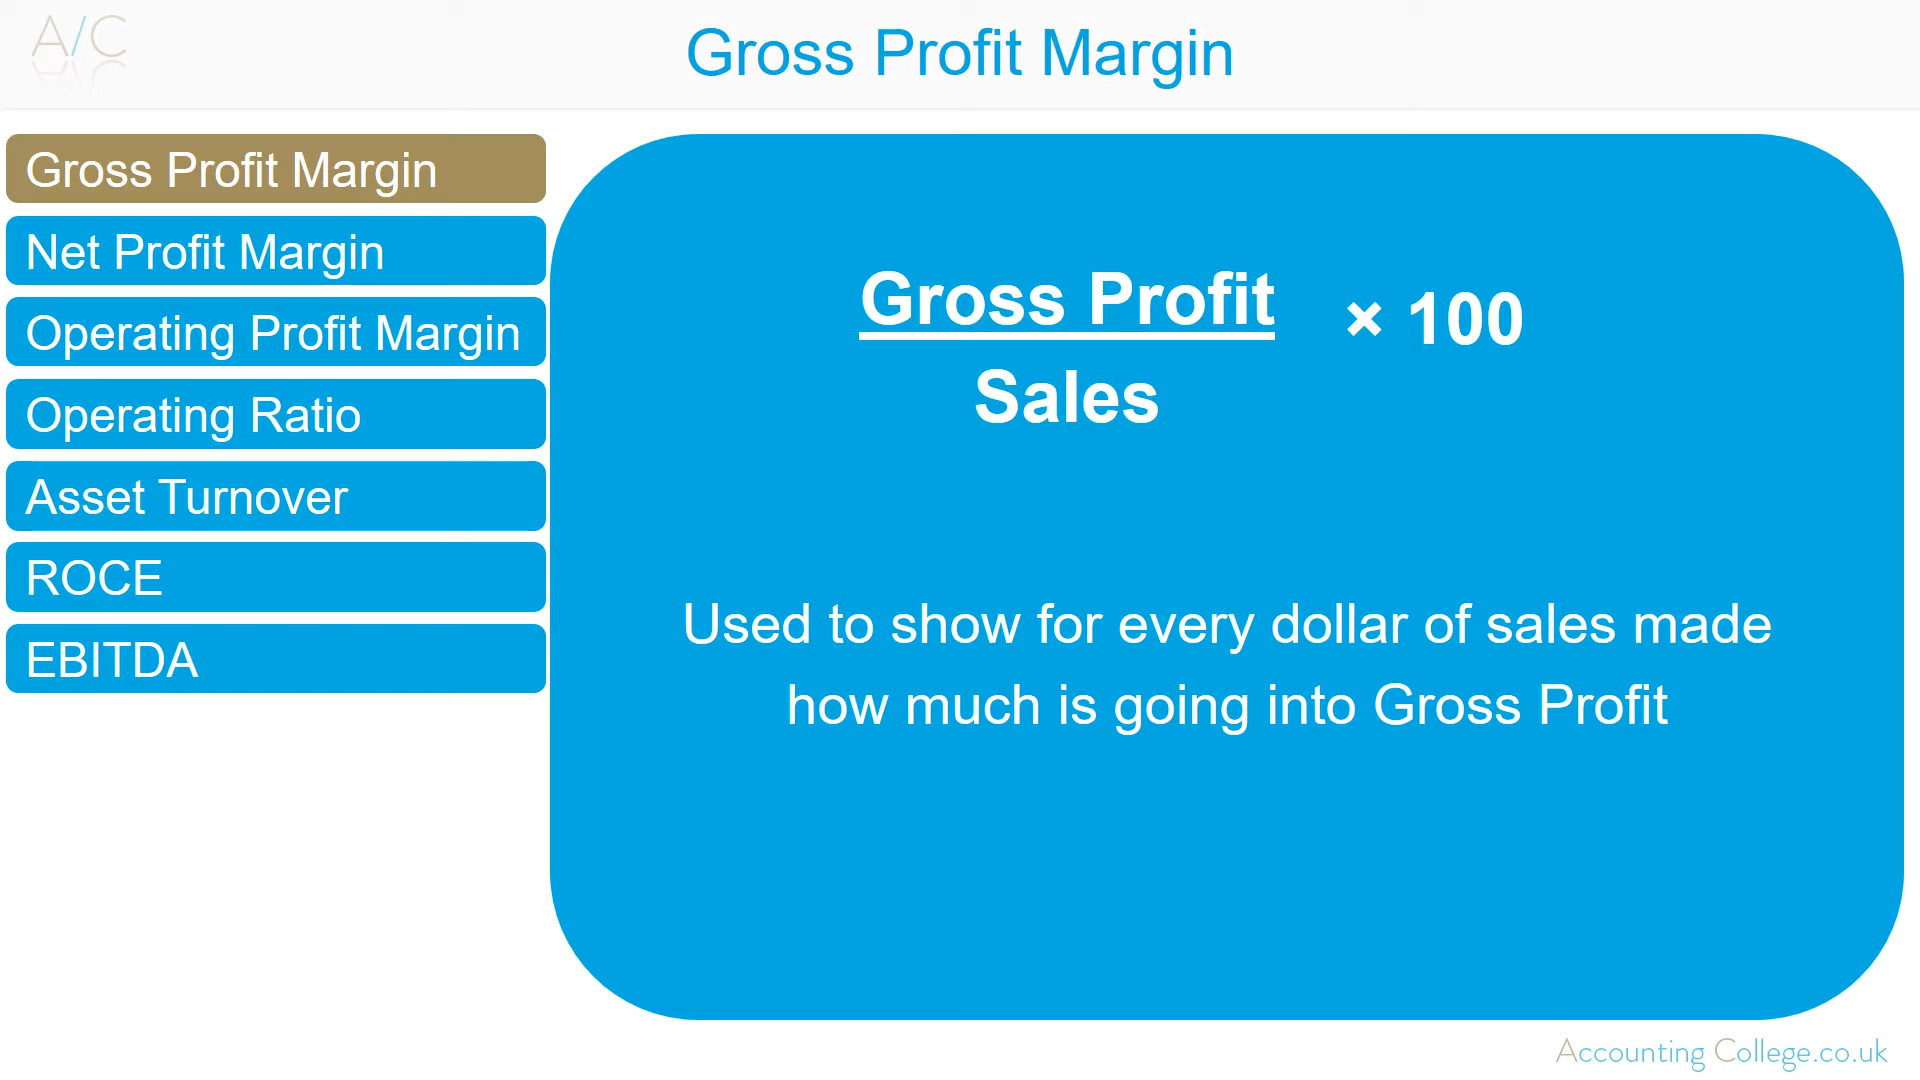 A/C
Gross Profit Margin
Gross Profit Margin
Net Profit Margin
Operating Profit Margin
Operating Ratio
Asset Turnover
ROCE
EBITDA
Gross Profit × 100
Sales
Used to show for every dollar of sales made
how much is going into Gross Profit
Accounting College.co.uk